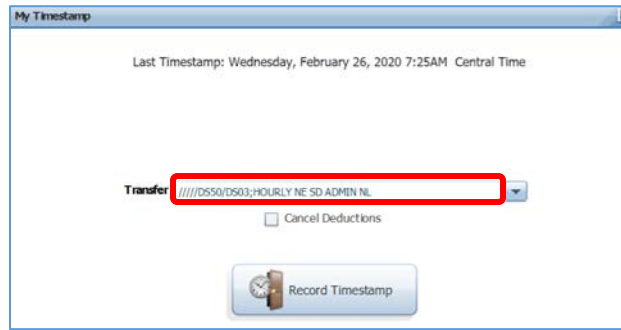 My Timestamp
Last Timestamp: Wednesday, February 26, 2020 7:25AM Central Time
Transfer /////DS50/DS03;HOURLY NE SD ADMIN NL
Cancel Deductions
Record Timestamp